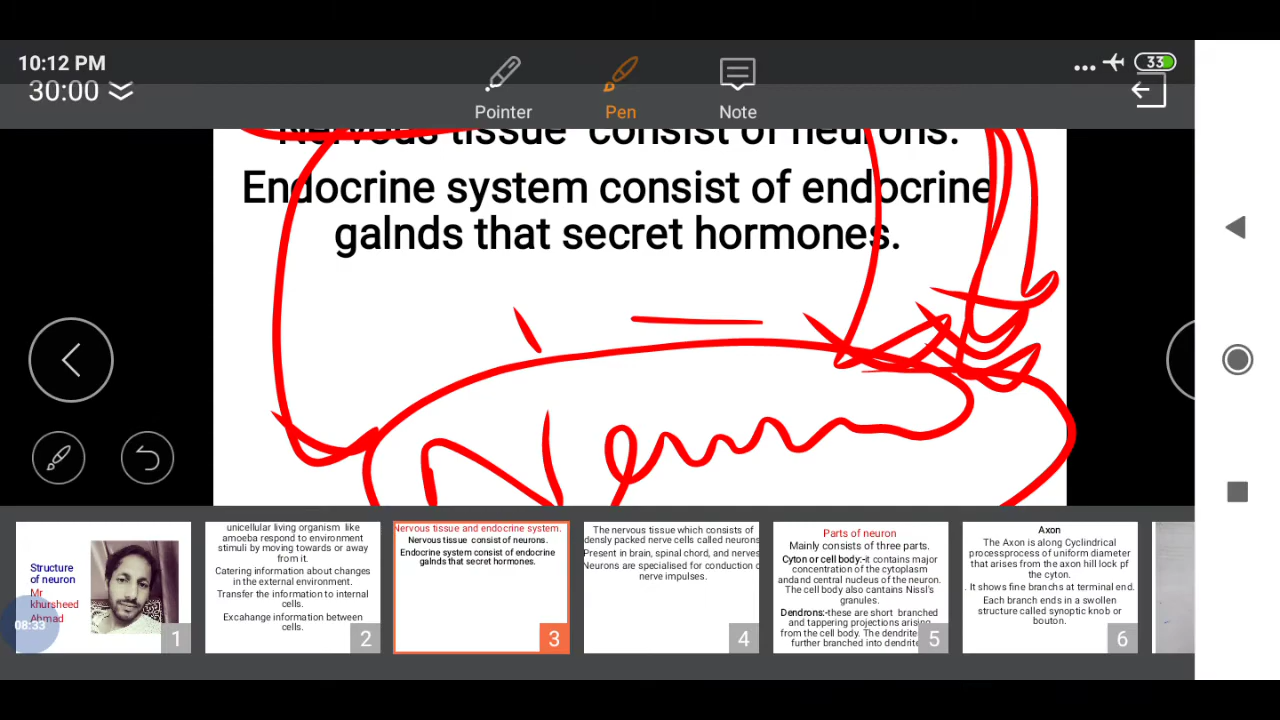 10:12 PM
33
30:00
Pointer
Pen
Note
Nervous tissue consist of neurons.
Endocrine system consist of endocrine
galnds that secret hormones.
Structure
of neuron
Mr
khursheed
Ahmad
08:33
1
unicellular living organism like
amoeba respond to environment
stimuli by moving towards or away
from it.
Catering information about changes
in the external environment.
Transfer the information to internal
cells.
Excahange information between
cells.
2
Nervous tissue and endocrine system.
Nervous tissue consist of neurons.
Endocrine system consist of endocrine
galnds that secret hormones.
3
The nervous tissue which consists of
densly packed nerve cells called neurons
Present in brain, spinal chord, and nerves
Neurons are specialised for conduction o
nerve impulses.
4
Parts of neuron
Mainly consists of three parts.
Cyton or cell body:-it contains major
concentration of the cytoplasm
andand central nucleus of the neuron.
The cell body also cantains Nissl's
granules.
Dendrons:-these are short branched
and tappering projections arising
from the cell body. The dendrite
further branched into dendrite
5
Axon
The Axon is along Cyclindrical
processprocess of uniform diameter
that arises from the axon hill lock pf
the cyton.
. It shows fine branchs at terminal end.
Each branch ends in a swollen
structure called synoptic knob or
bouton.
6